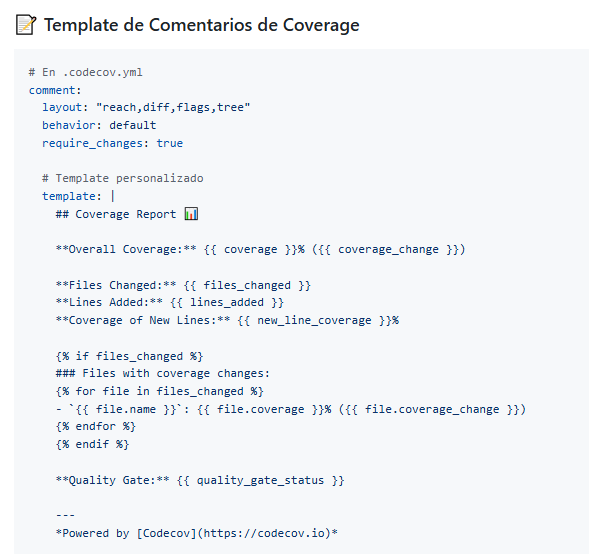 📝 Template de Comentarios de Coverage
# En .codecov.yml
comment:
  layout: "reach,diff,flags,tree"
  behavior: default
  require_changes: true

  # Template personalizado
  template: |
    ## Coverage Report 📊

    **Overall Coverage:** {{ coverage }}% ({{ coverage_change }})

    **Files Changed:** {{ files_changed }}
    **Lines Added:** {{ lines_added }}
    **Coverage of New Lines:** {{ new_line_coverage }}%

    {% if files_changed %}
    ### Files with coverage changes:
    {% for file in files_changed %}
    - `{{ file.name }}`: {{ file.coverage }}% ({{ file.coverage_change }})
    {% endfor %}
    {% endif %}

    **Quality Gate:** {{ quality_gate_status }}

    ---
    *Powered by [Codecov](https://codecov.io)*